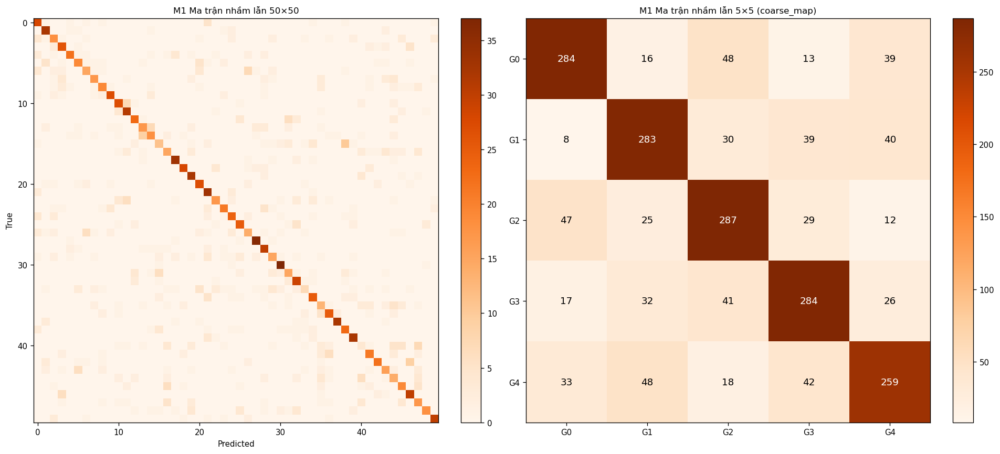 M1 Ma trận nhầm lẫn 50×50
0
10
20
30
40
True
0 10 20 30 40
Predicted
35
30
25
20
15
10
5
0
M1 Ma trận nhầm lẫn 5×5 (coarse_map)
G0 284 16 48 13 39
G1 8 283 30 39 40
G2 47 25 287 29 12
G3 17 32 41 284 26
G4 33 48 18 42 259
G0 G1 G2 G3 G4
250
200
150
100
50